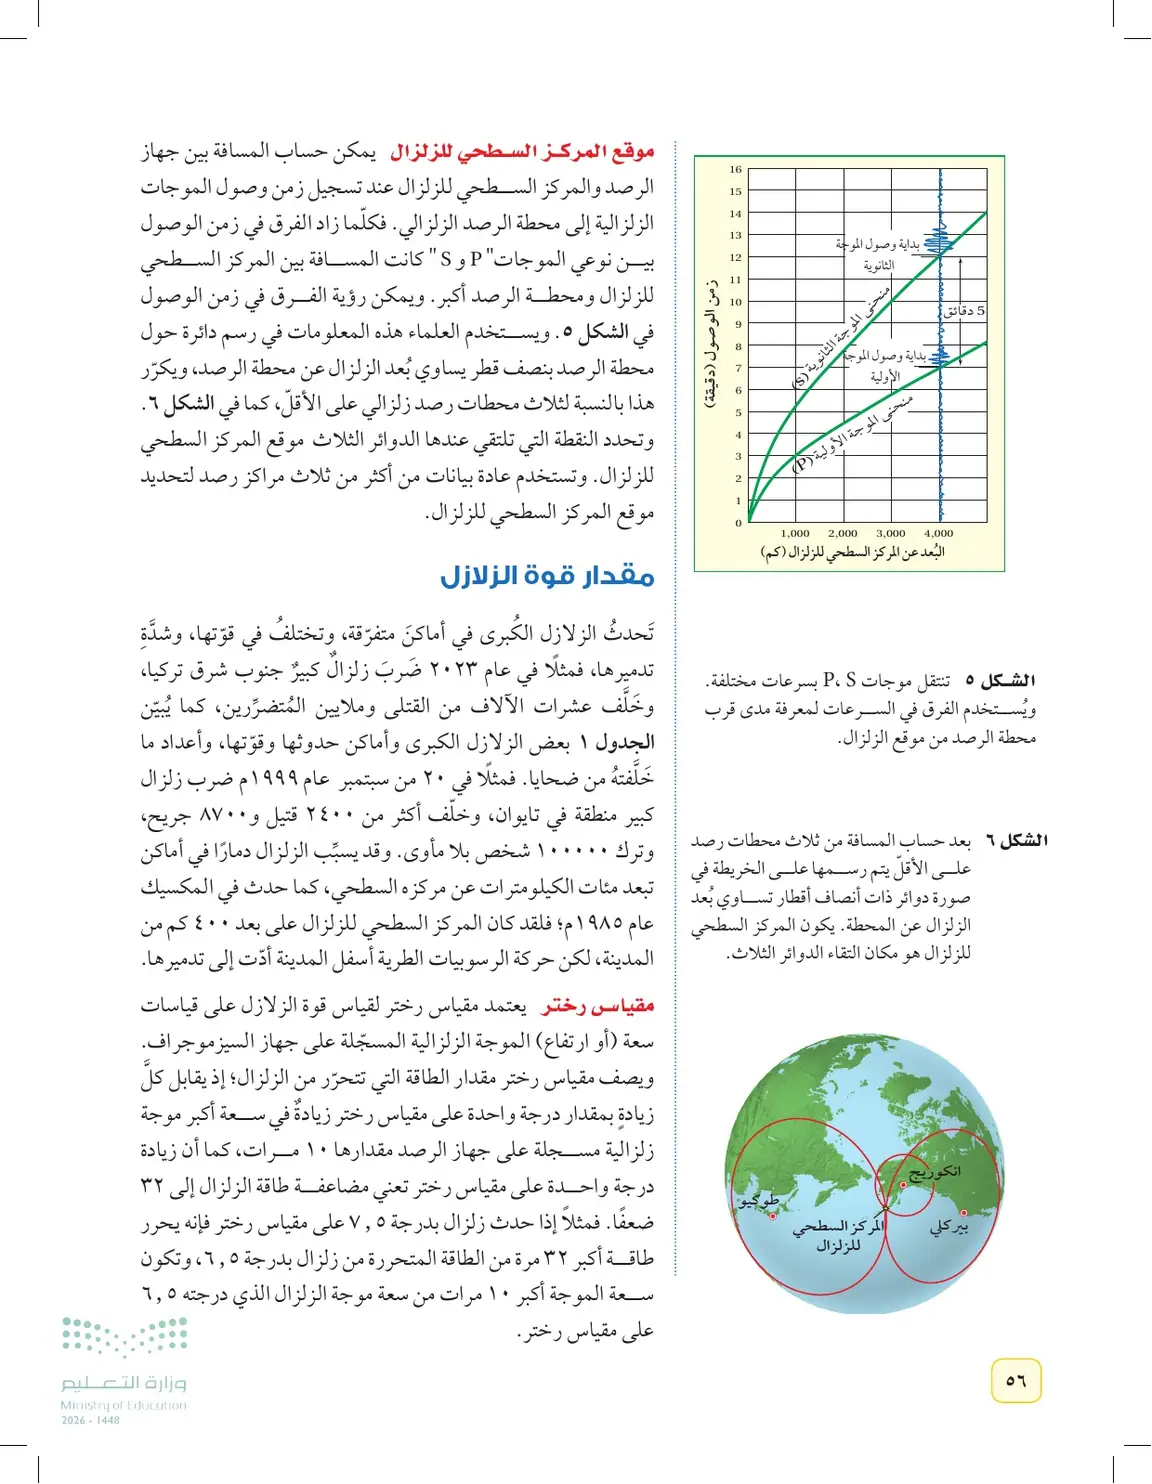 موقع المركز السطحي للزلزال يمكن حساب المسافة بين جهاز
الرصد والمركز السطحي للزلزال عند تسجيل زمن وصول الموجات
الزلزالية إلى محطة الرصد الزلزالي. فكلّما زاد الفرق في زمن الوصول
بين نوعي الموجات" P و S " كانت المسافة بين المركز السطحي
للزلزال ومحطة الرصد أكبر. ويمكن رؤية الفرق في زمن الوصول
في الشكل ٥. ويستخدم العلماء هذه المعلومات في رسم دائرة حول
محطة الرصد بنصف قطر يساوي بُعد الزلزال عن محطة الرصد، ويكرّر
هذا بالنسبة لثلاث محطات رصد زلزالي على الأقلّ، كما في الشكل ٦.
وتحدد النقطة التي تلتقي عندها الدوائر الثلاث موقع المركز السطحي
للزلزال. وتستخدم عادة بيانات من أكثر من ثلاث مراكز رصد لتحديد
موقع المركز السطحي للزلزال.
مقدار قوة الزلازل
تَحدثُ الزلازل الكُبرى في أماكنَ متفرّقة، وتختلفُ في قوّتها، وشدَّةِ
تدميرها، فمثلًا في عام ٢٠٢٣ ضَربَ زلزالٌ كبيرٌ جنوب شرق تركيا،
وخَلَّف عشرات الآلاف من القتلى وملايين المُتضرِّرين، كما يُبيّن
الجدول ١ بعض الزلازل الكبرى وأماكن حدوثها وقوّتها، وأعداد ما
خَلَّفتهُ من ضحايا. فمثلًا في ٢٠ من سبتمبر عام ١٩٩٩م ضرب زلزال
كبير منطقة في تايوان، وخلّف أكثر من ٢٤٠٠ قتيل و٨٧٠٠ جريح،
وترك ١٠٠٠٠٠ شخص بلا مأوى. وقد يسبِّب الزلزال دمارًا في أماكن
تبعد مئات الكيلومترات عن مركزه السطحي، كما حدث في المكسيك
عام ١٩٨٥م؛ فلقد كان المركز السطحي للزلزال على بعد ٤٠٠ كم من
المدينة، لكن حركة الرسوبيات الطرية أسفل المدينة أدّت إلى تدميرها.
مقياس رختر يعتمد مقياس رختر لقياس قوة الزلازل على قياسات
سعة (أو ارتفاع) الموجة الزلزالية المسجّلة على جهاز السيزموجراف.
ويصف مقياس رختر مقدار الطاقة التي تتحرّر من الزلزال؛ إذ يقابل كلَّ
زيادةٍ بمقدار درجة واحدة على مقياس رختر زيادةٌ في سعة أكبر موجة
زلزالية مسجلة على جهاز الرصد مقدارها ١٠ مرات، كما أن زيادة
درجة واحدة على مقياس رختر تعني مضاعفة طاقة الزلزال إلى ٣٢
ضعفًا. فمثلاً إذا حدث زلزال بدرجة ٧,٥ على مقياس رختر فإنه يحرر
طاقة أكبر ٣٢ مرة من الطاقة المتحررة من زلزال بدرجة ٦,٥، وتكون
سعة الموجة أكبر ١٠ مرات من سعة موجة الزلزال الذي درجته ٦,٥
على مقياس رختر.
16
15
14
13
12
11
10
9
8
7
6
5
4
3
2
1
0
زمن الوصول (دقيقة)
بداية وصول الموجة
الثانوية
منحنى الموجة الثانوية (S)
5 دقائق
بداية وصول الموجة
الأولية
منحنى الموجة الأولية (P)
1,000 2,000 3,000 4,000
البُعد عن المركز السطحي للزلزال (كم)
الشكل ٥ تنتقل موجات P، S بسرعات مختلفة.
ويُستخدم الفرق في السرعات لمعرفة مدى قرب
محطة الرصد من موقع الزلزال.
الشكل ٦ بعد حساب المسافة من ثلاث محطات رصد
على الأقلّ يتم رسمها على الخريطة في
صورة دوائر ذات أنصاف أقطار تساوي بُعد
الزلزال عن المحطة. يكون المركز السطحي
للزلزال هو مكان التقاء الدوائر الثلاث.
انكوريج
طوكيو
بيركلي
المركز السطحي
للزلزال
وزارة التعليم
Ministry of Education
2026 - 1448
٥٦